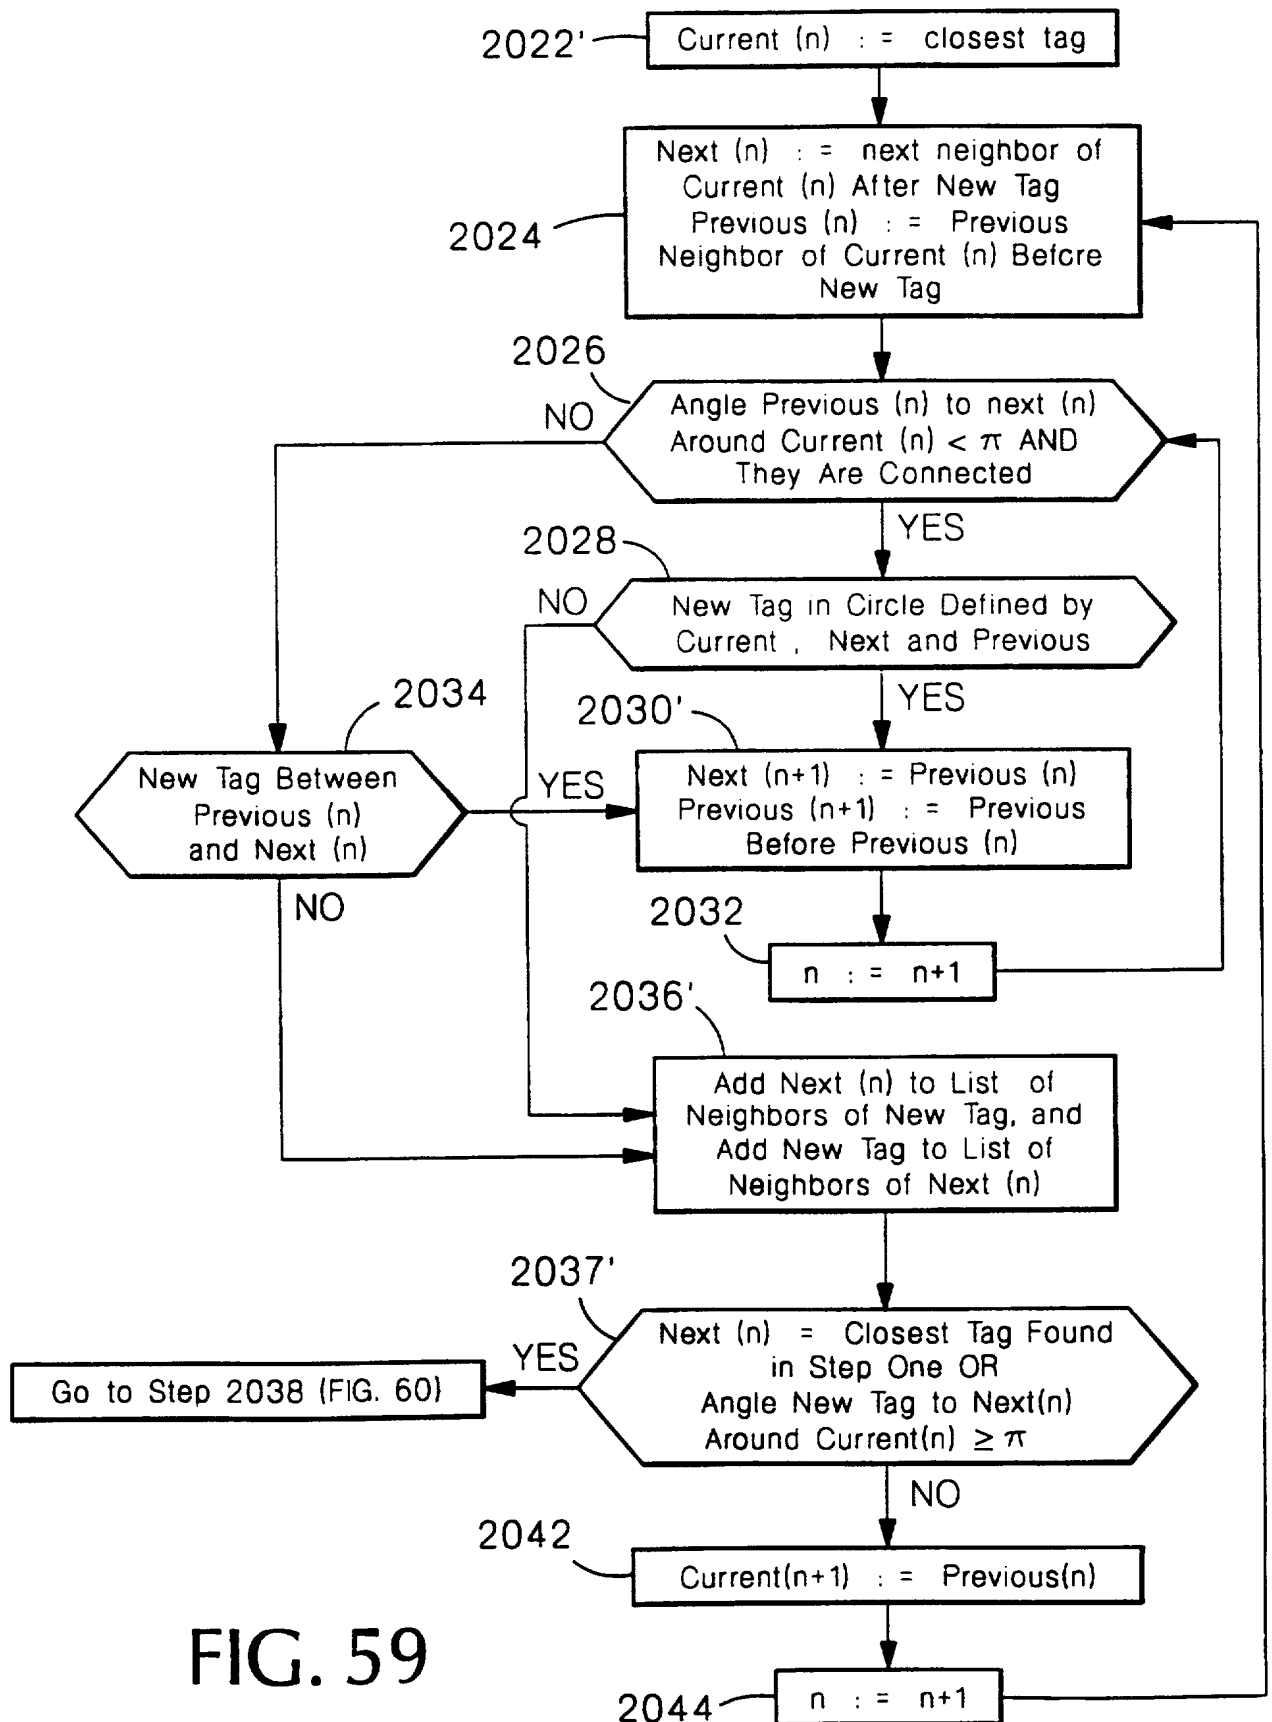 2022'
Current (n) := closest tag
Next (n) := next neighbor of
Current (n) After New Tag
Previous (n) := Previous
Neighbor of Current (n) Before
New Tag
2024
2026
NO
Angle Previous (n) to next (n)
Around Current (n) < π AND
They Are Connected
YES
2028
NO
New Tag in Circle Defined by
Current, Next and Previous
YES
2034
2030'
New Tag Between
Previous (n)
and Next (n)
YES
Next (n+1) := Previous (n)
Previous (n+1) := Previous
Before Previous (n)
NO
2032
n := n+1
2036'
Add Next (n) to List of
Neighbors of New Tag, and
Add New Tag to List of
Neighbors of Next (n)
2037'
Next (n) = Closest Tag Found
in Step One OR
Angle New Tag to Next(n)
Around Current(n) ≥ π
YES
Go to Step 2038 (FIG. 60)
NO
2042
Current(n+1) := Previous(n)
FIG. 59
2044
n := n+1